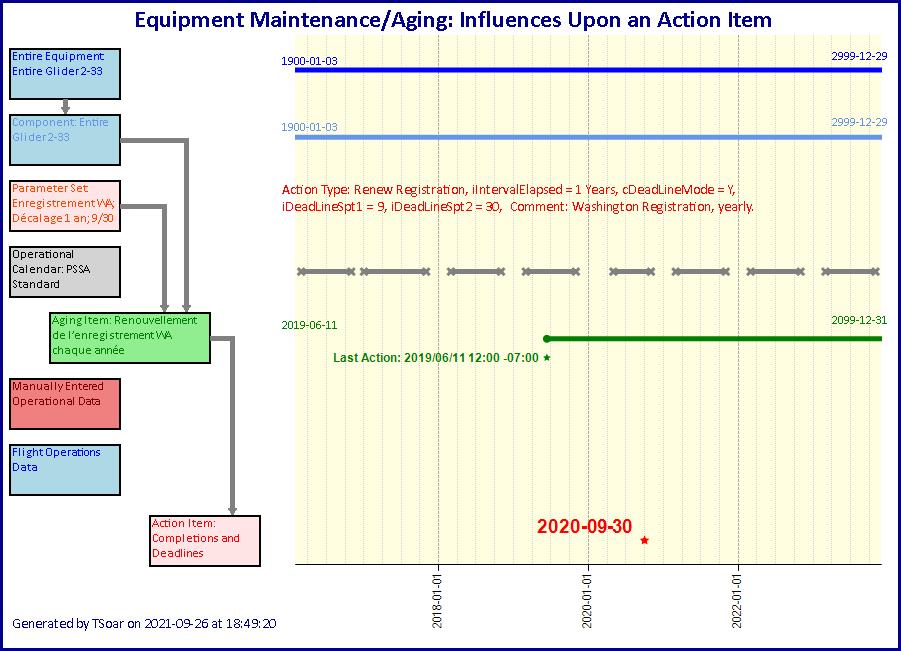 Equipment Maintenance/Aging: Influences Upon an Action Item
Entire Equipment
Entire Glider 2-33
1900-01-03
2999-12-29
Component: Entire
Glider 2-33
1900-01-03
2999-12-29
Parameter Set
Enregistrement WA;
Décalage 1 an; 9/30
Action Type: Renew Registration, iIntervalElapsed = 1 Years, cDeadLineMode = Y,
iDeadLineSpt1 = 9, iDeadLineSpt2 = 30,  Comment: Washington Registration, yearly.
Operational
Calendar: PSSA
Standard
Aging Item: Renouvellement
de l'enregistrement WA
chaque année
2019-06-11
2099-12-31
Last Action: 2019/06/11 12:00 -07:00
Manually Entered
Operational Data
Flight Operations
Data
Action Item:
Completions and
Deadlines
2020-09-30
2018-01-01
2020-01-01
2022-01-01
Generated by TSoar on 2021-09-26 at 18:49:20